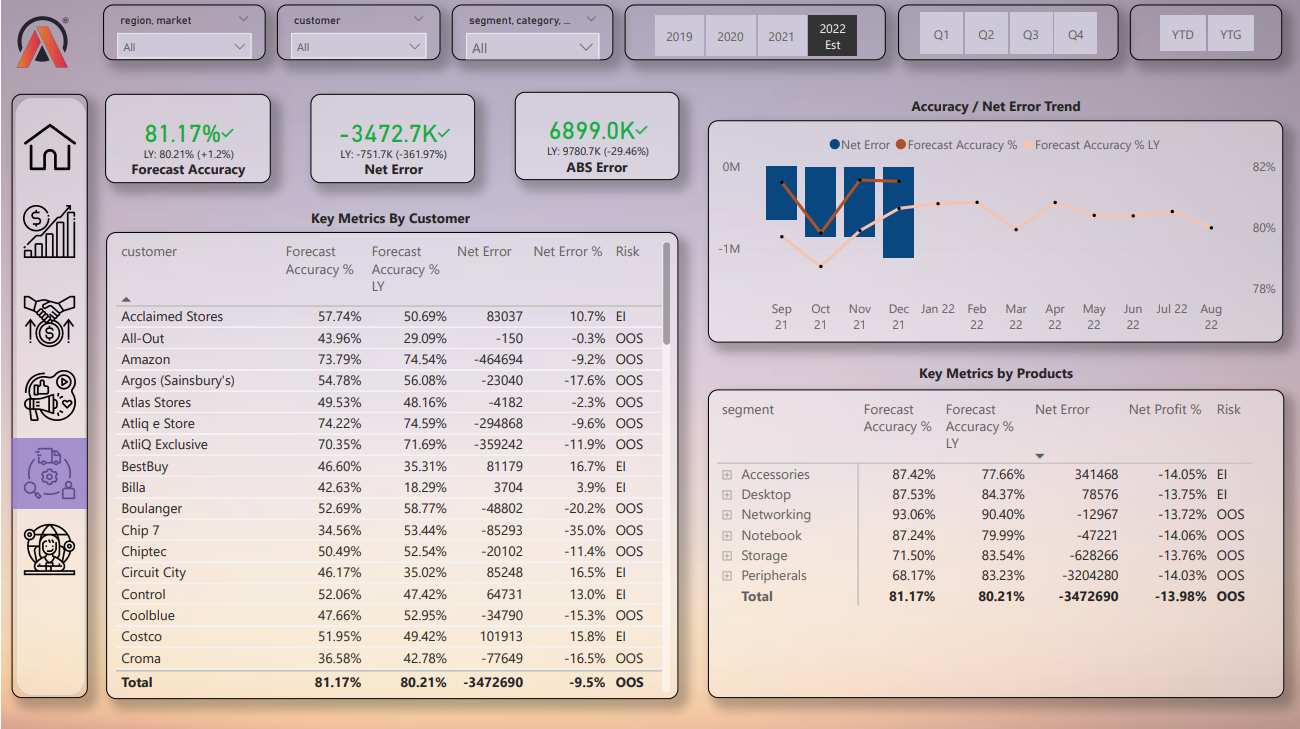 region, market
All
customer
All
segment, category, ...
All
2019
2020
2021
2022
Est
Q1
Q2
Q3
Q4
YTD
YTG
81.17%
LY: 80.21% (+1.2%)
Forecast Accuracy
-3472.7K
LY: -751.7K (-361.97%)
Net Error
6899.0K
LY: 9780.7K (-29.46%)
ABS Error
Accuracy / Net Error Trend
Net Error Forecast Accuracy % Forecast Accuracy % LY
0M
-1M
82%
80%
78%
Sep 21
Oct 21
Nov 21
Dec 21
Jan 22
Feb 22
Mar 22
Apr 22
May 22
Jun 22
Jul 22
Aug 22
Key Metrics By Customer
customer Forecast Accuracy % Forecast Accuracy % LY Net Error Net Error % Risk
Acclaimed Stores 57.74% 50.69% 83037 10.7% EI
All-Out 43.96% 29.09% -150 -0.3% OOS
Amazon 73.79% 74.54% -464694 -9.2% OOS
Argos (Sainsbury's) 54.78% 56.08% -23040 -17.6% OOS
Atlas Stores 49.53% 48.16% -4182 -2.3% OOS
Atliq e Store 74.22% 74.59% -294868 -9.6% OOS
AtliQ Exclusive 70.35% 71.69% -359242 -11.9% OOS
BestBuy 46.60% 35.31% 81179 16.7% EI
Billa 42.63% 18.29% 3704 3.9% EI
Boulanger 52.69% 58.77% -48802 -20.2% OOS
Chip 7 34.56% 53.44% -85293 -35.0% OOS
Chiptec 50.49% 52.54% -20102 -11.4% OOS
Circuit City 46.17% 35.02% 85248 16.5% EI
Control 52.06% 47.42% 64731 13.0% EI
Coolblue 47.66% 52.95% -34790 -15.3% OOS
Costco 51.95% 49.42% 101913 15.8% EI
Croma 36.58% 42.78% -77649 -16.5% OOS
Total 81.17% 80.21% -3472690 -9.5% OOS
Key Metrics by Products
segment Forecast Accuracy % Forecast Accuracy % LY Net Error Net Profit % Risk
Accessories 87.42% 77.66% 341468 -14.05% EI
Desktop 87.53% 84.37% 78576 -13.75% EI
Networking 93.06% 90.40% -12967 -13.72% OOS
Notebook 87.24% 79.99% -47221 -14.06% OOS
Storage 71.50% 83.54% -628266 -13.76% OOS
Peripherals 68.17% 83.23% -3204280 -14.03% OOS
Total 81.17% 80.21% -3472690 -13.98% OOS